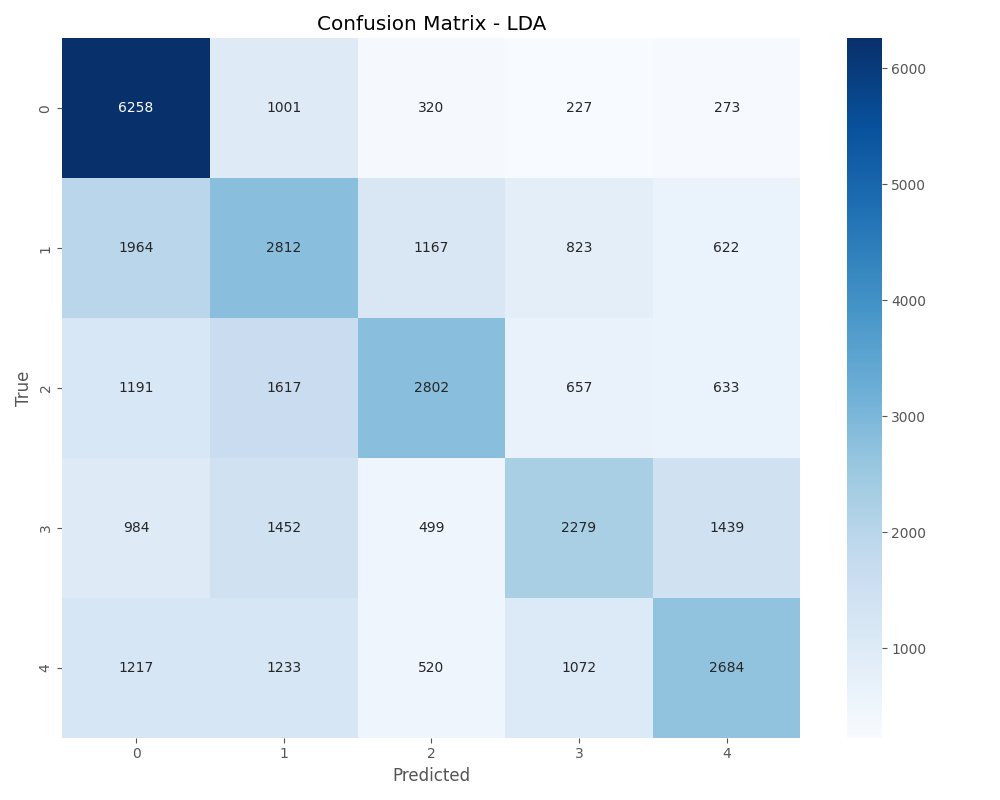 Confusion Matrix - LDA
True
0 6258 1001 320 227 273
1 1964 2812 1167 823 622
2 1191 1617 2802 657 633
3 984 1452 499 2279 1439
4 1217 1233 520 1072 2684
0 1 2 3 4
Predicted
6000
5000
4000
3000
2000
1000